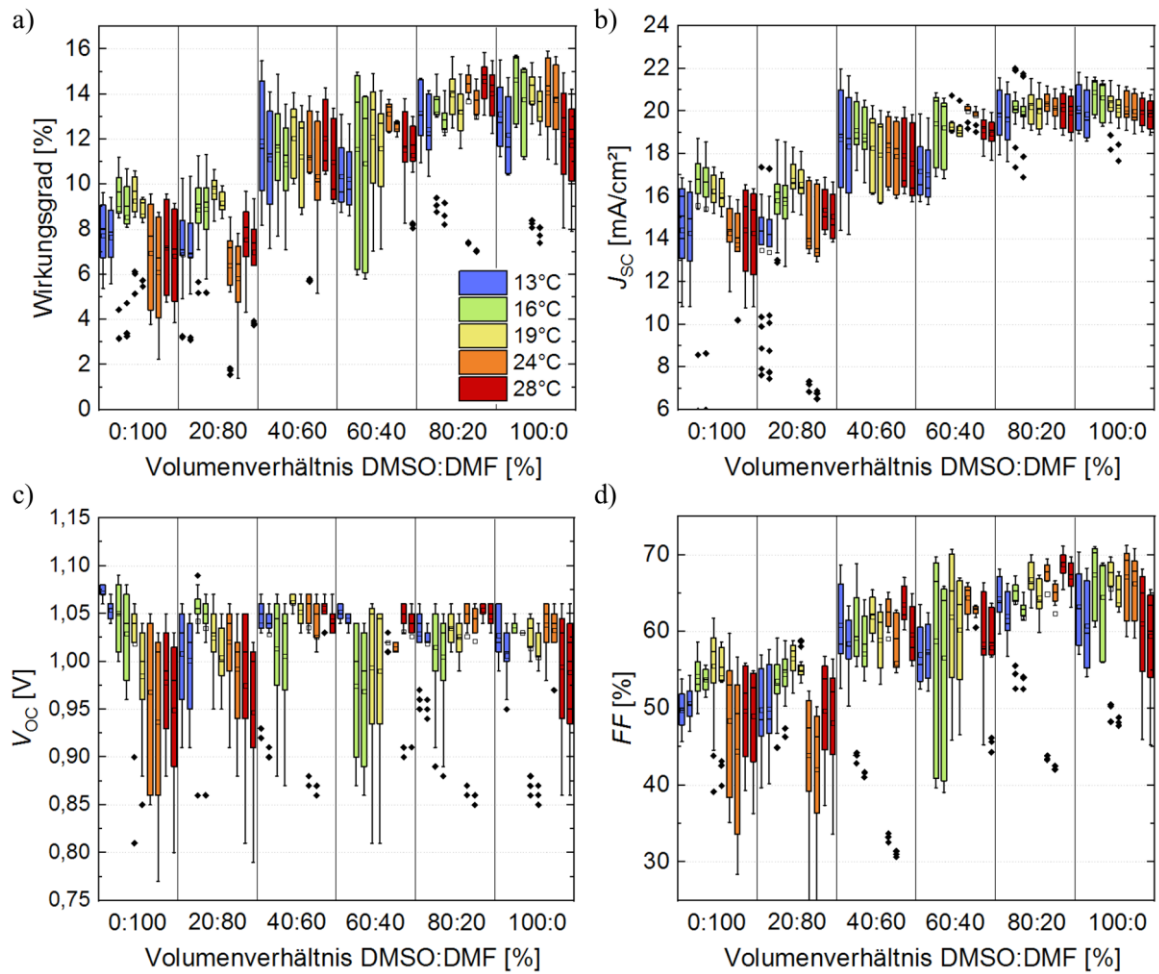 a)
Wirkungsgrad [%]
16
14
12
10
8
6
4
2
0
13°C
16°C
19°C
24°C
28°C
0:100 20:80 40:60 60:40 80:20 100:0
Volumenverhältnis DMSO:DMF [%]
b)
J_SC [mA/cm²]
24
22
20
18
16
14
12
10
8
6
0:100 20:80 40:60 60:40 80:20 100:0
Volumenverhältnis DMSO:DMF [%]
c)
V_OC [V]
1,15
1,10
1,05
1,00
0,95
0,90
0,85
0,80
0,75
0:100 20:80 40:60 60:40 80:20 100:0
Volumenverhältnis DMSO:DMF [%]
d)
FF [%]
70
60
50
40
30
0:100 20:80 40:60 60:40 80:20 100:0
Volumenverhältnis DMSO:DMF [%]